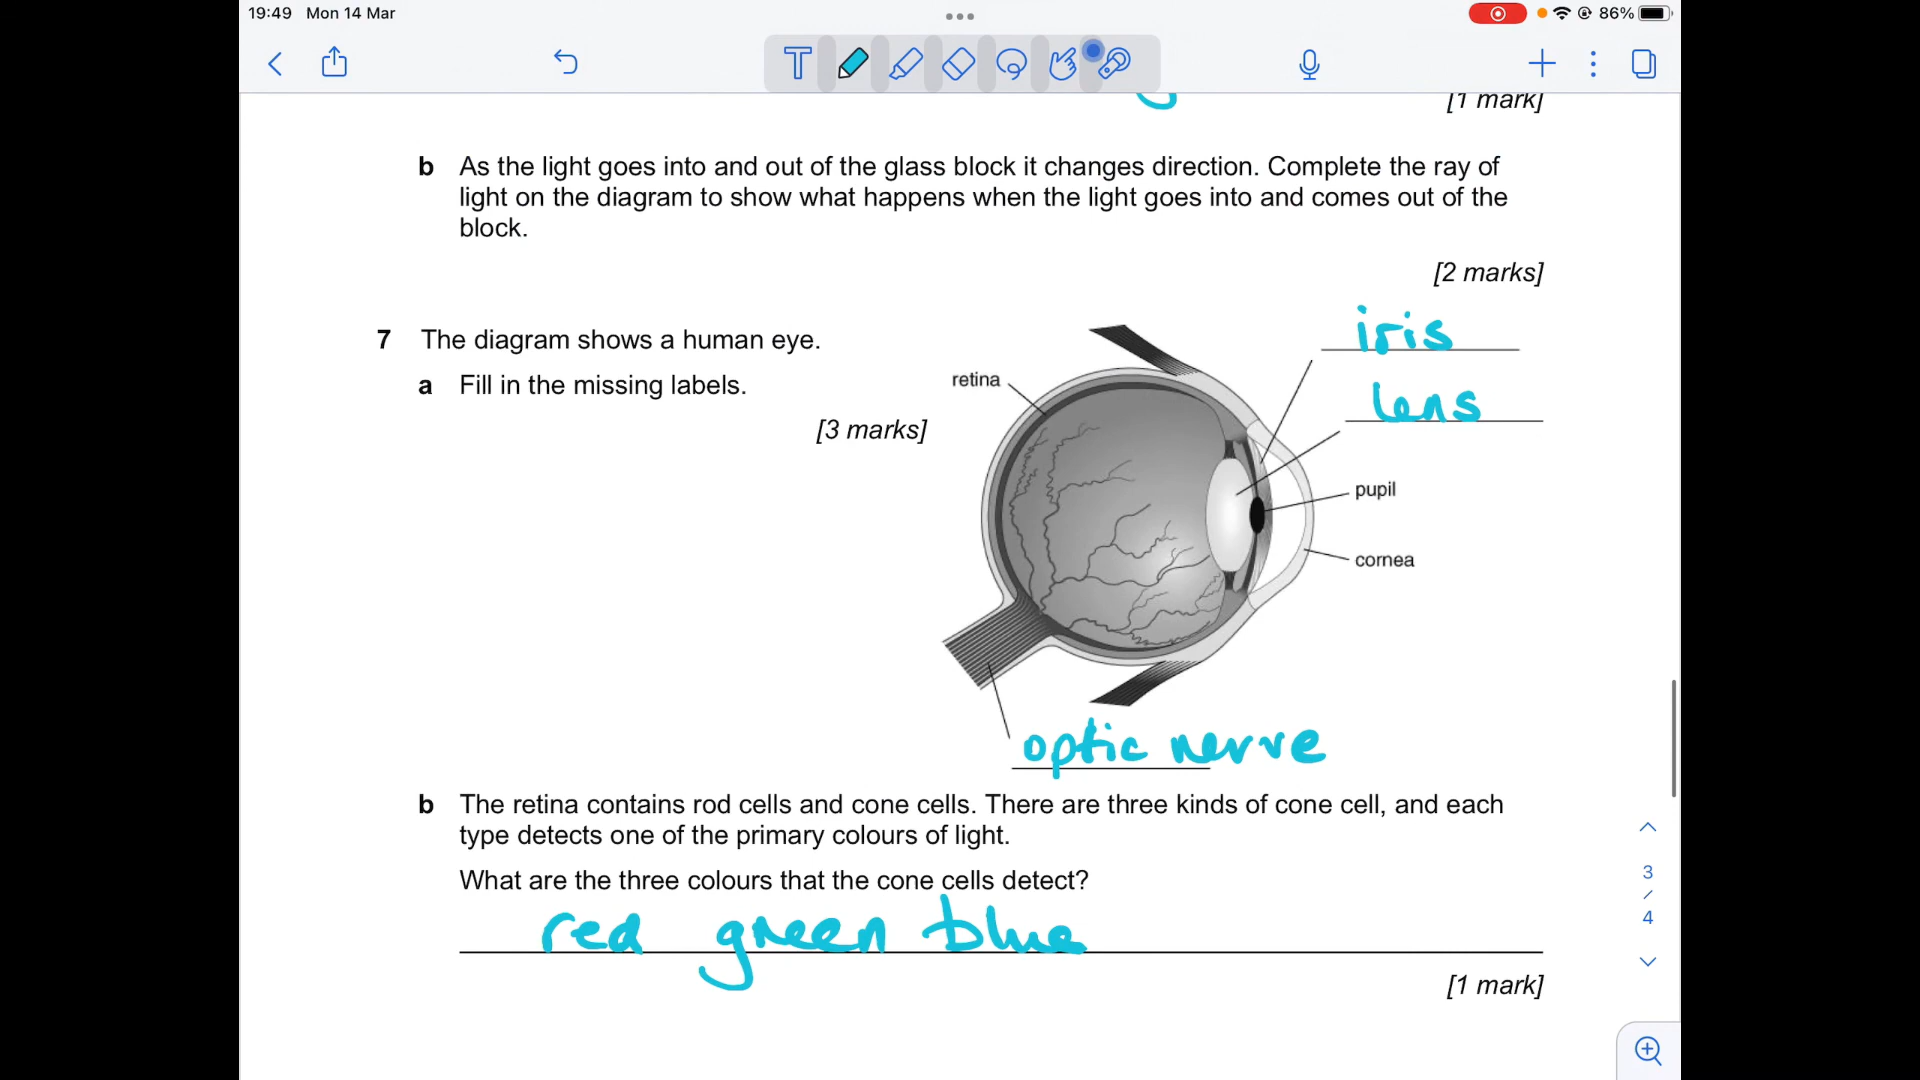 19:49 Mon 14 Mar
86%
T
[1 mark]
b As the light goes into and out of the glass block it changes direction. Complete the ray of
light on the diagram to show what happens when the light goes into and comes out of the
block.
[2 marks]
7 The diagram shows a human eye.
iris
a Fill in the missing labels.
retina
lens
[3 marks]
pupil
cornea
optic nerve
b The retina contains rod cells and cone cells. There are three kinds of cone cell, and each
type detects one of the primary colours of light.
What are the three colours that the cone cells detect?
red green blue
[1 mark]
3
/
4